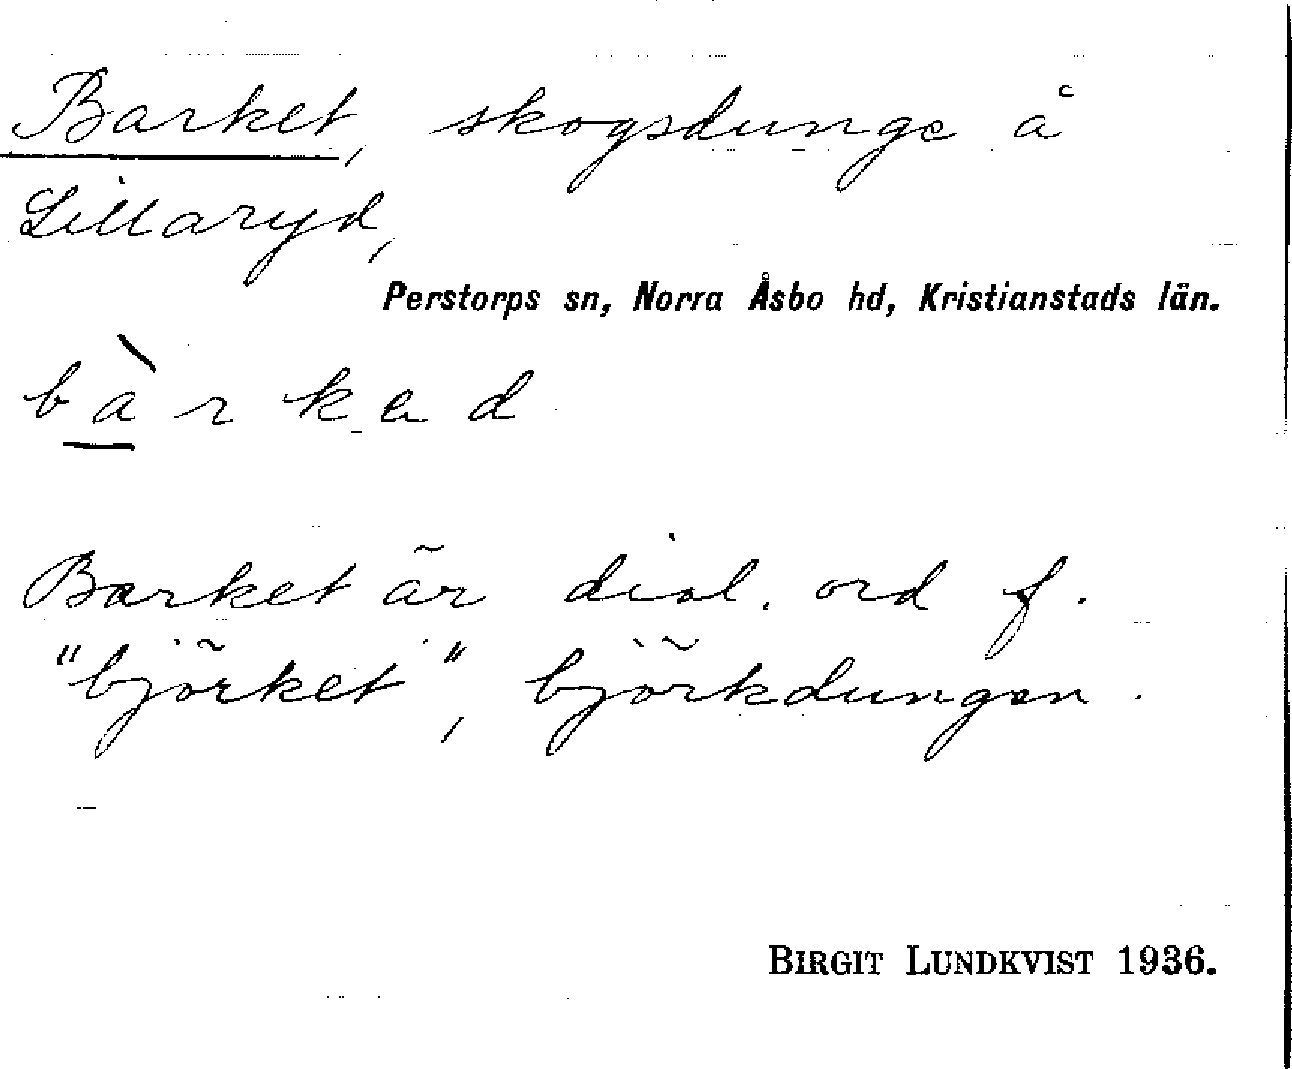 Barket, skogsdunge å
Lillaryd,
Perstorps sn, Norra Åsbo hd, Kristianstads län.
bàrkad
Barket är dial. ord f.
"björket", björkdungen.
BIRGIT LUNDKVIST 1936.